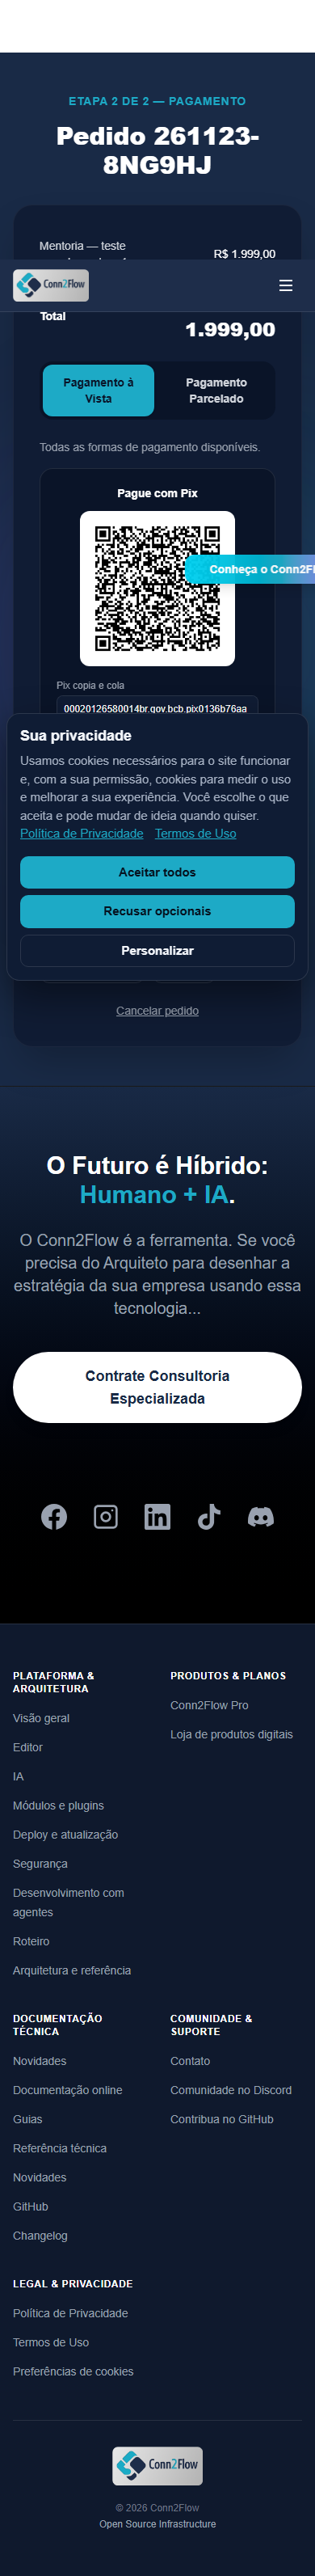 ETAPA 2 DE 2 — PAGAMENTO
Pedido 261123-
8NG9HJ
Mentoria — teste
R$ 1.999,00
Conn2Flow
Total
1.999,00
Pagamento à
Vista
Pagamento
Parcelado
Todas as formas de pagamento disponíveis.
Pague com Pix
Conheça o Conn2Fl
Pix copia e cola
00020126580014br.gov.bcb.pix0136b76aa
Sua privacidade
Usamos cookies necessários para o site funcionar
e, com a sua permissão, cookies para medir o uso
e melhorar a sua experiência. Você escolhe o que
aceita e pode mudar de ideia quando quiser.
Política de Privacidade Termos de Uso
Aceitar todos
Recusar opcionais
Personalizar
Cancelar pedido
O Futuro é Híbrido:
Humano + IA.
O Conn2Flow é a ferramenta. Se você
precisa do Arquiteto para desenhar a
estratégia da sua empresa usando essa
tecnologia...
Contrate Consultoria
Especializada
PLATAFORMA &
ARQUITETURA
Visão geral
Editor
IA
Módulos e plugins
Deploy e atualização
Segurança
Desenvolvimento com
agentes
Roteiro
Arquitetura e referência
PRODUTOS & PLANOS
Conn2Flow Pro
Loja de produtos digitais
DOCUMENTAÇÃO
TÉCNICA
Novidades
Documentação online
Guias
Referência técnica
Novidades
GitHub
Changelog
COMUNIDADE &
SUPORTE
Contato
Comunidade no Discord
Contribua no GitHub
LEGAL & PRIVACIDADE
Política de Privacidade
Termos de Uso
Preferências de cookies
Conn2Flow
© 2026 Conn2Flow
Open Source Infrastructure